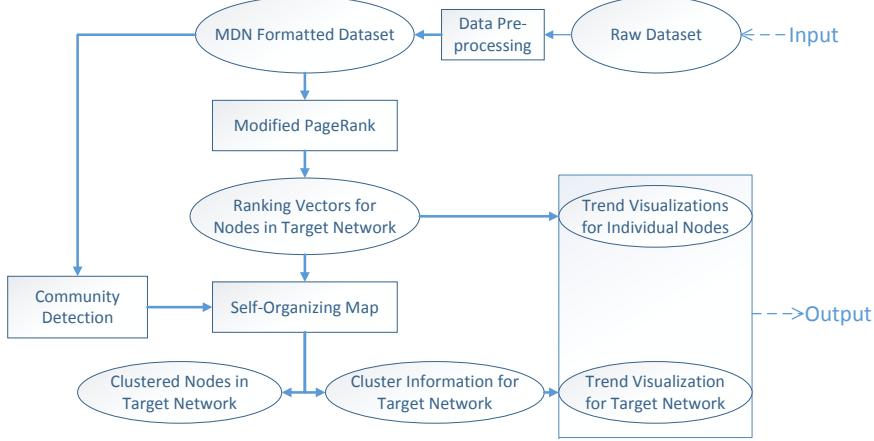 MDN Formatted Dataset
Data Pre-
processing
Raw Dataset
Input
Modified PageRank
Ranking Vectors for
Nodes in Target Network
Trend Visualizations
for Individual Nodes
Community
Detection
Self-Organizing Map
Output
Clustered Nodes in
Target Network
Cluster Information for
Target Network
Trend Visualization
for Target Network